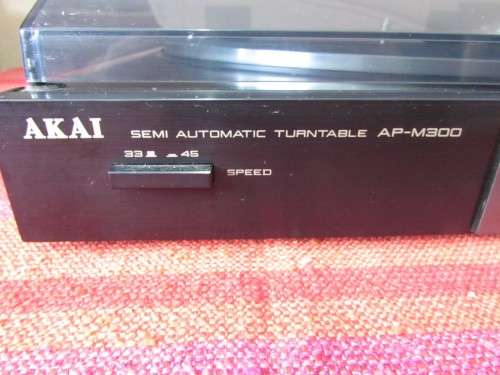 AKAI SEMI AUTOMATIC TURNTABLE AP-M300
33 45
SPEED